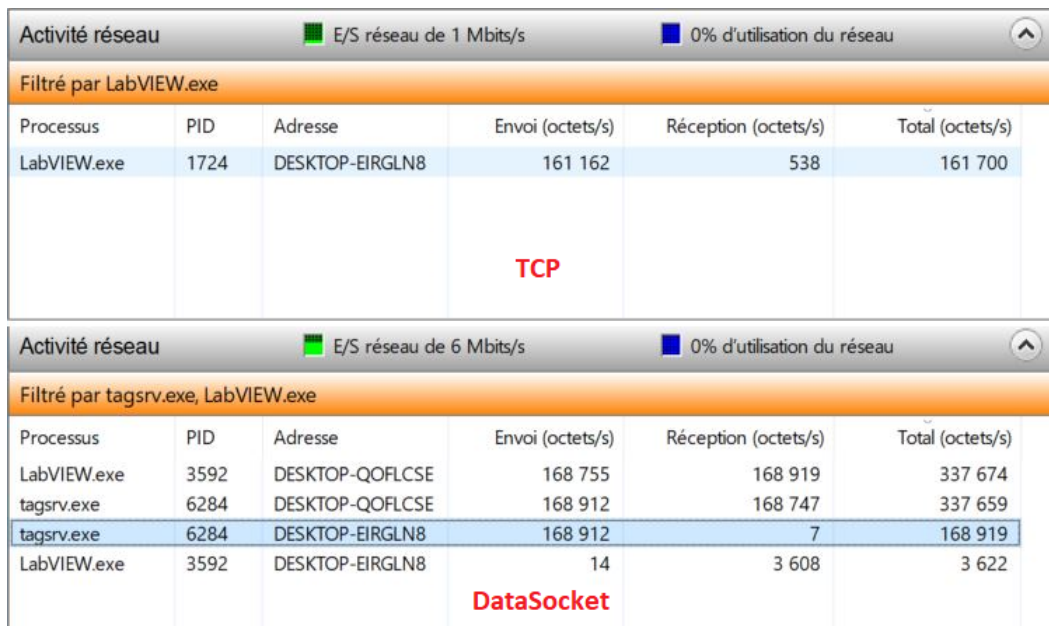 Activité réseau E/S réseau de 1 Mbits/s 0% d'utilisation du réseau
Filtré par LabVIEW.exe
Processus PID Adresse Envoi (octets/s) Réception (octets/s) Total (octets/s)
LabVIEW.exe 1724 DESKTOP-EIRGLN8 161 162 538 161 700
TCP
Activité réseau E/S réseau de 6 Mbits/s 0% d'utilisation du réseau
Filtré par tagsrv.exe, LabVIEW.exe
Processus PID Adresse Envoi (octets/s) Réception (octets/s) Total (octets/s)
LabVIEW.exe 3592 DESKTOP-QOFLCSE 168 755 168 919 337 674
tagsrv.exe 6284 DESKTOP-QOFLCSE 168 912 168 747 337 659
tagsrv.exe 6284 DESKTOP-EIRGLN8 168 912 7 168 919
LabVIEW.exe 3592 DESKTOP-EIRGLN8 14 3 608 3 622
DataSocket